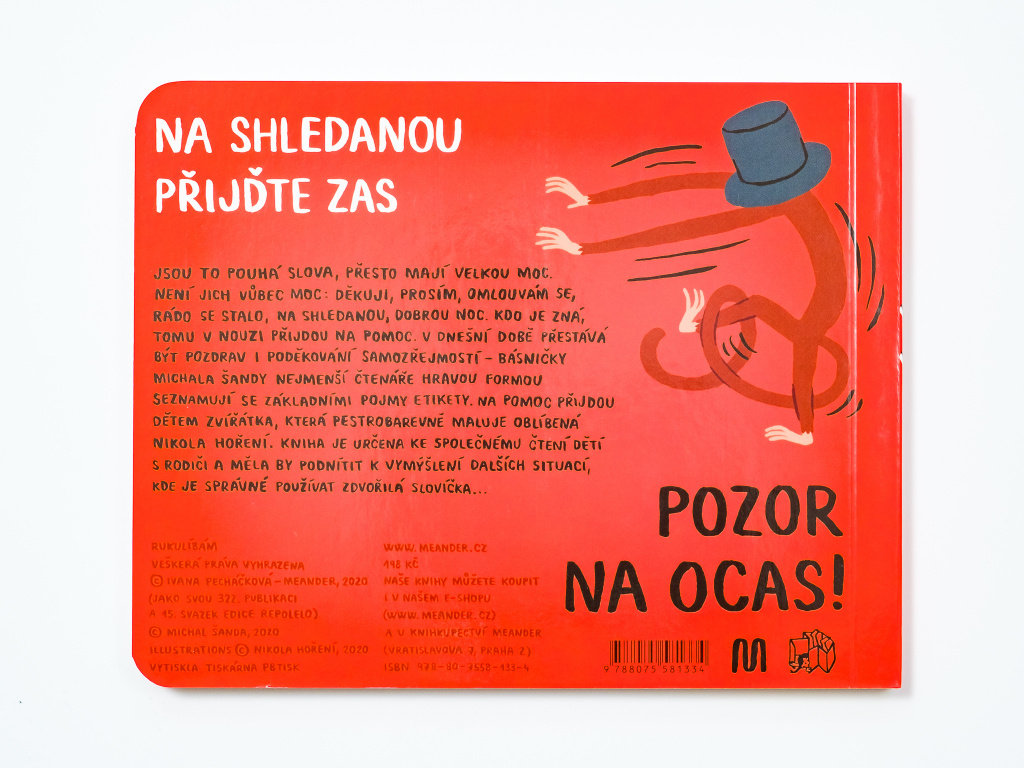 NA SHLEDANOU
PŘIJĎTE ZAS
JSOU TO POUHÁ SLOVA, PŘESTO MAJÍ VELKOU MOC.
NENÍ JICH VŮBEC MOC: DĚKUJI, PROSÍM, OMLOUVÁM SE,
RÁDO SE STALO, NA SHLEDANOU, DOBROU NOC. KDO JE ZNÁ,
TOMU V NOUZI PŘIJDOU NA POMOC. V DNEŠNÍ DOBĚ PŘESTÁVÁ
BÝT POZDRAV I PODĚKOVÁNÍ SAMOZŘEJMOSTÍ – BÁSNIČKY
MICHALA ŠANDY NEJMENŠÍ ČTENÁŘE HRAVOU FORMOU
SEZNAMUJÍ SE ZÁKLADNÍMI POJMY ETIKETY. NA POMOC PŘIJDOU
DĚTEM ZVÍŘÁTKA, KTERÁ PESTROBAREVNĚ MALUJE OBLÍBENÁ
NIKOLA HOŘENÍ. KNIHA JE URČENA KE SPOLEČNÉMU ČTENÍ DĚTÍ
S RODIČI A MĚLA BY PODNÍTIT K VYMÝŠLENÍ DALŠÍCH SITUACÍ,
KDE JE SPRÁVNÉ POUŽÍVAT ZDVOŘILÁ SLOVÍČKA...
POZOR
NA OCAS!
RUKULÍBÁM
VEŠKERÁ PRÁVA VYHRAZENA
© IVANA PECHÁČKOVÁ – MEANDER, 2020
(JAKO SVOU 322. PUBLIKACI
A 15. SVAZEK EDICE REPOLELO)
© MICHAL ŠANDA, 2020
ILLUSTRATIONS © NIKOLA HOŘENÍ, 2020
VYTISKLA TISKÁRNA PBTISK
WWW.MEANDER.CZ
198 KČ
NAŠE KNIHY MŮŽETE KOUPIT
I V NAŠEM E-SHOPU
(WWW.MEANDER.CZ)
A U KNIHKUPECTVÍ MEANDER
(VRATISLAVOVA 7, PRAHA 2)
ISBN 978-80-7558-133-4
9 788075 581334
M